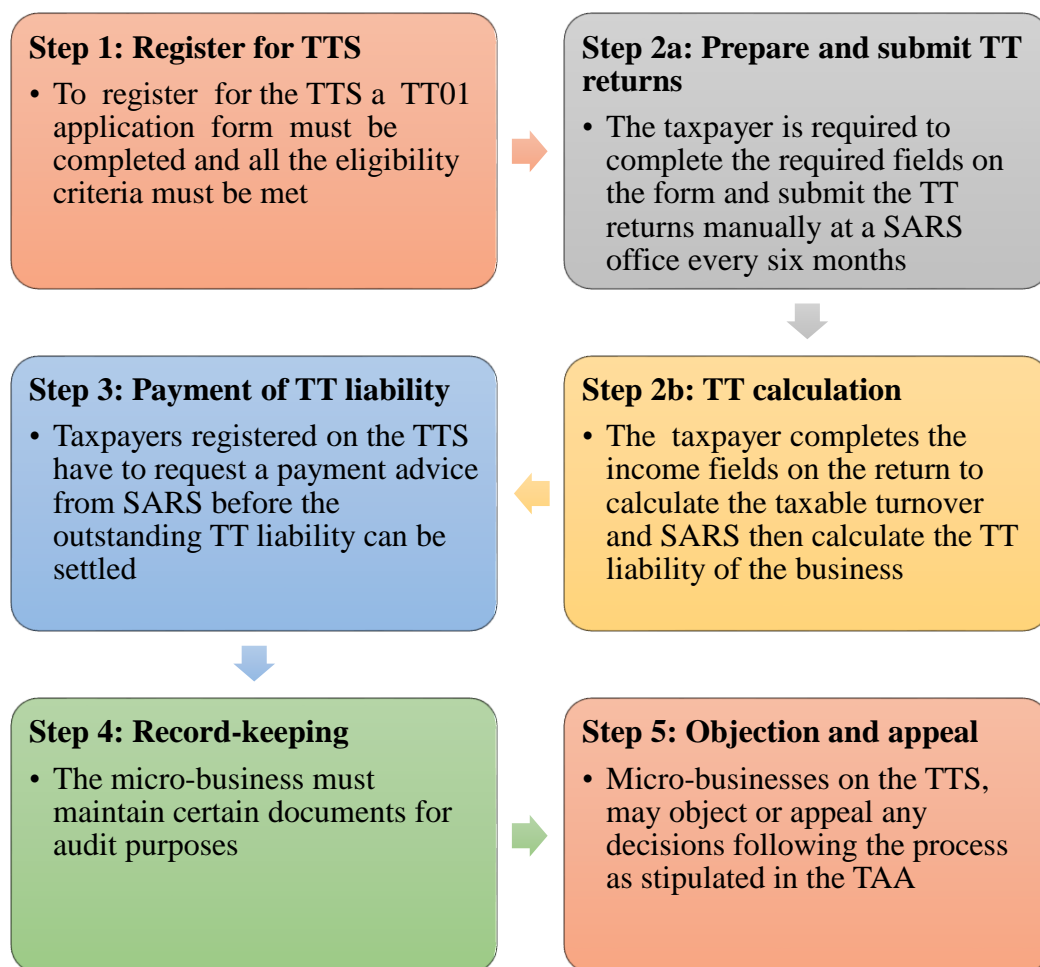 Step 1: Register for TTS
• To register for the TTS a TT01
application form must be
completed and all the eligibility
criteria must be met
Step 2a: Prepare and submit TT
returns
• The taxpayer is required to
complete the required fields on
the form and submit the TT
returns manually at a SARS
office every six months
Step 2b: TT calculation
• The taxpayer completes the
income fields on the return to
calculate the taxable turnover
and SARS then calculate the TT
liability of the business
Step 3: Payment of TT liability
• Taxpayers registered on the TTS
have to request a payment advice
from SARS before the
outstanding TT liability can be
settled
Step 4: Record-keeping
• The micro-business must
maintain certain documents for
audit purposes
Step 5: Objection and appeal
• Micro-businesses on the TTS,
may object or appeal any
decisions following the process
as stipulated in the TAA